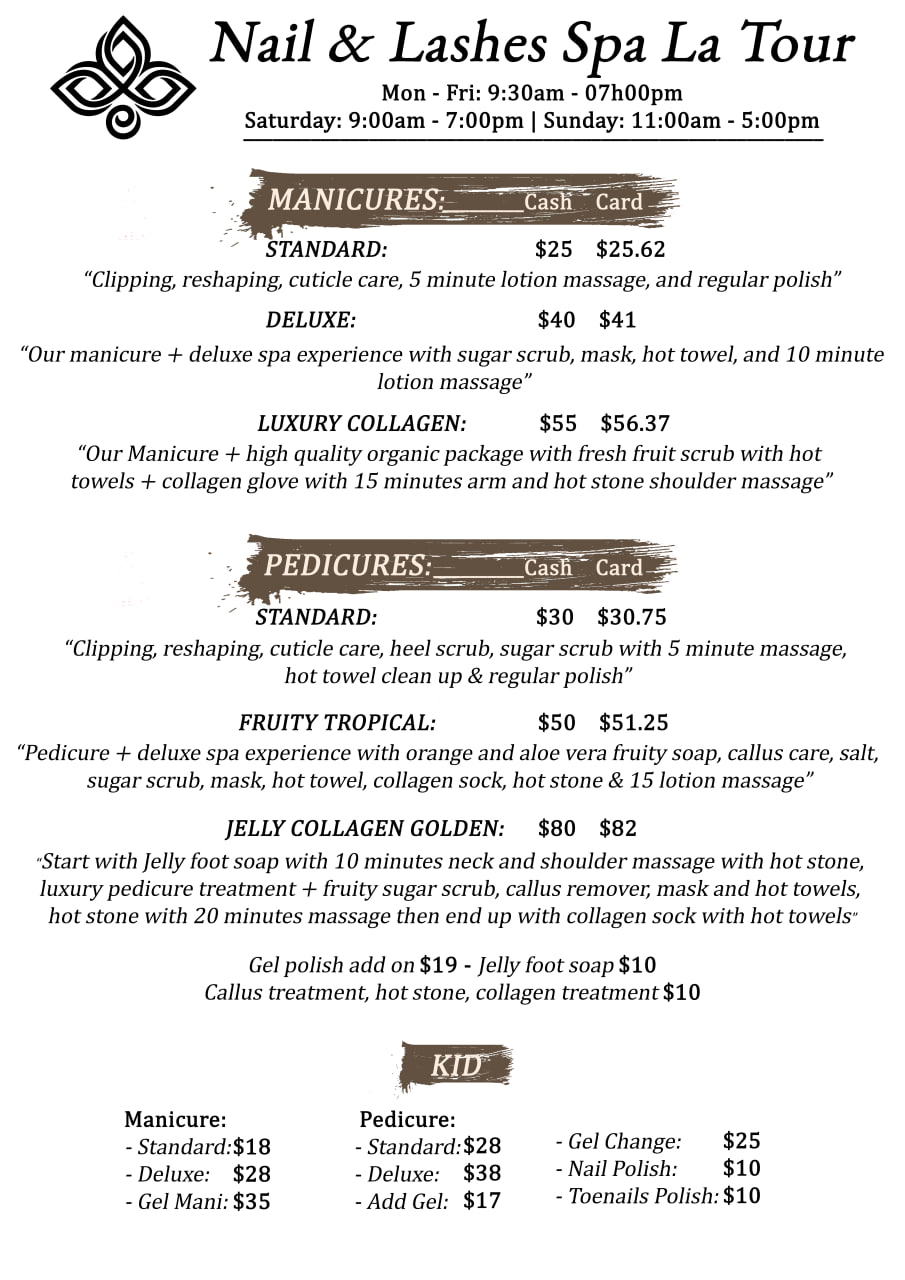 Nail & Lashes Spa La Tour
Mon - Fri: 9:30am - 07h00pm
Saturday: 9:00am - 7:00pm | Sunday: 11:00am - 5:00pm
MANICURES:________Cash Card
STANDARD: $25 $25.62
“Clipping, reshaping, cuticle care, 5 minute lotion massage, and regular polish”
DELUXE: $40 $41
“Our manicure + deluxe spa experience with sugar scrub, mask, hot towel, and 10 minute
lotion massage”
LUXURY COLLAGEN: $55 $56.37
“Our Manicure + high quality organic package with fresh fruit scrub with hot
towels + collagen glove with 15 minutes arm and hot stone shoulder massage”
PEDICURES:_________Cash Card
STANDARD: $30 $30.75
“Clipping, reshaping, cuticle care, heel scrub, sugar scrub with 5 minute massage,
hot towel clean up & regular polish”
FRUITY TROPICAL: $50 $51.25
“Pedicure + deluxe spa experience with orange and aloe vera fruity soap, callus care, salt,
sugar scrub, mask, hot towel, collagen sock, hot stone & 15 lotion massage”
JELLY COLLAGEN GOLDEN: $80 $82
“Start with Jelly foot soap with 10 minutes neck and shoulder massage with hot stone,
luxury pedicure treatment + fruity sugar scrub, callus remover, mask and hot towels,
hot stone with 20 minutes massage then end up with collagen sock with hot towels”
Gel polish add on $19 - Jelly foot soap $10
Callus treatment, hot stone, collagen treatment $10
KID
Manicure:
- Standard: $18
- Deluxe: $28
- Gel Mani: $35
Pedicure:
- Standard: $28
- Deluxe: $38
- Add Gel: $17
- Gel Change: $25
- Nail Polish: $10
- Toenails Polish: $10